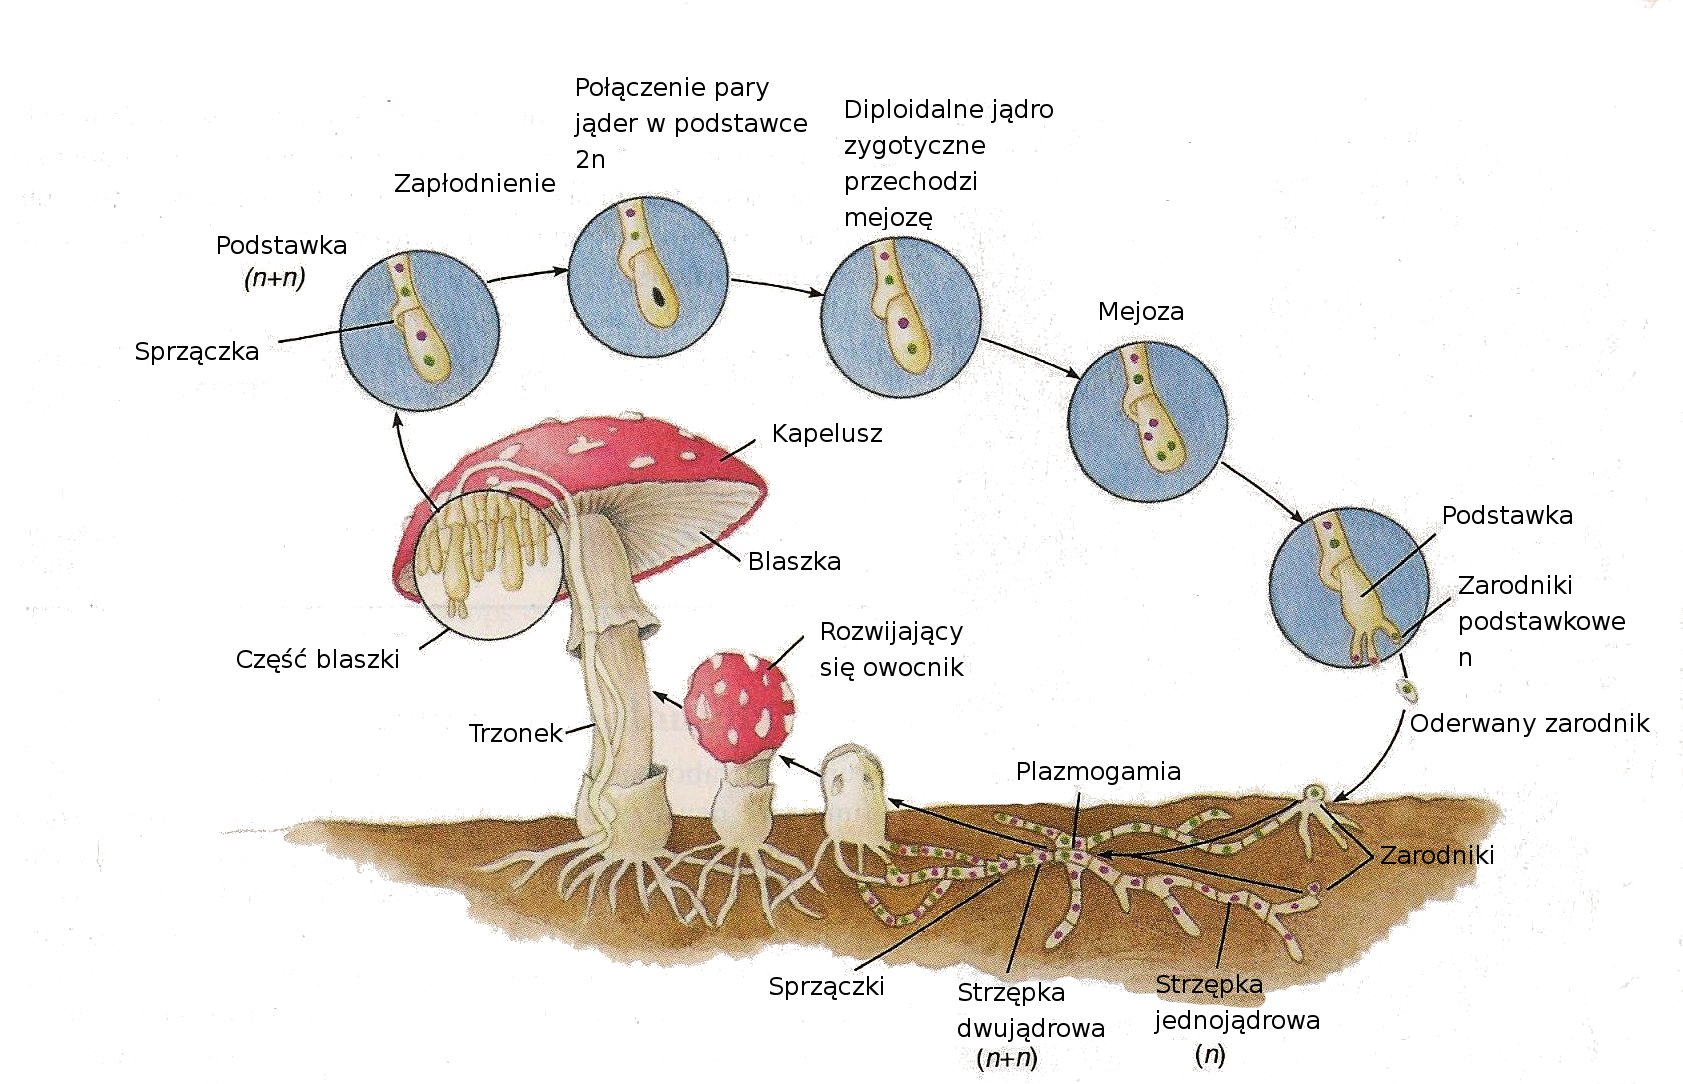 Połączenie pary
jąder w podstawce
2n
Diploidalne jądro
zygotyczne
przechodzi
mejozę
Zapłodnienie
Podstawka
(n+n)
Sprzączka
Mejoza
Kapelusz
Blaszka
Podstawka
Zarodniki
podstawkowe
n
Część blaszki
Rozwijający
się owocnik
Trzonek
Oderwany zarodnik
Plazmogamia
Zarodniki
Sprzączki
Strzępka
dwujądrowa
(n+n)
Strzępka
jednojądrowa
(n)